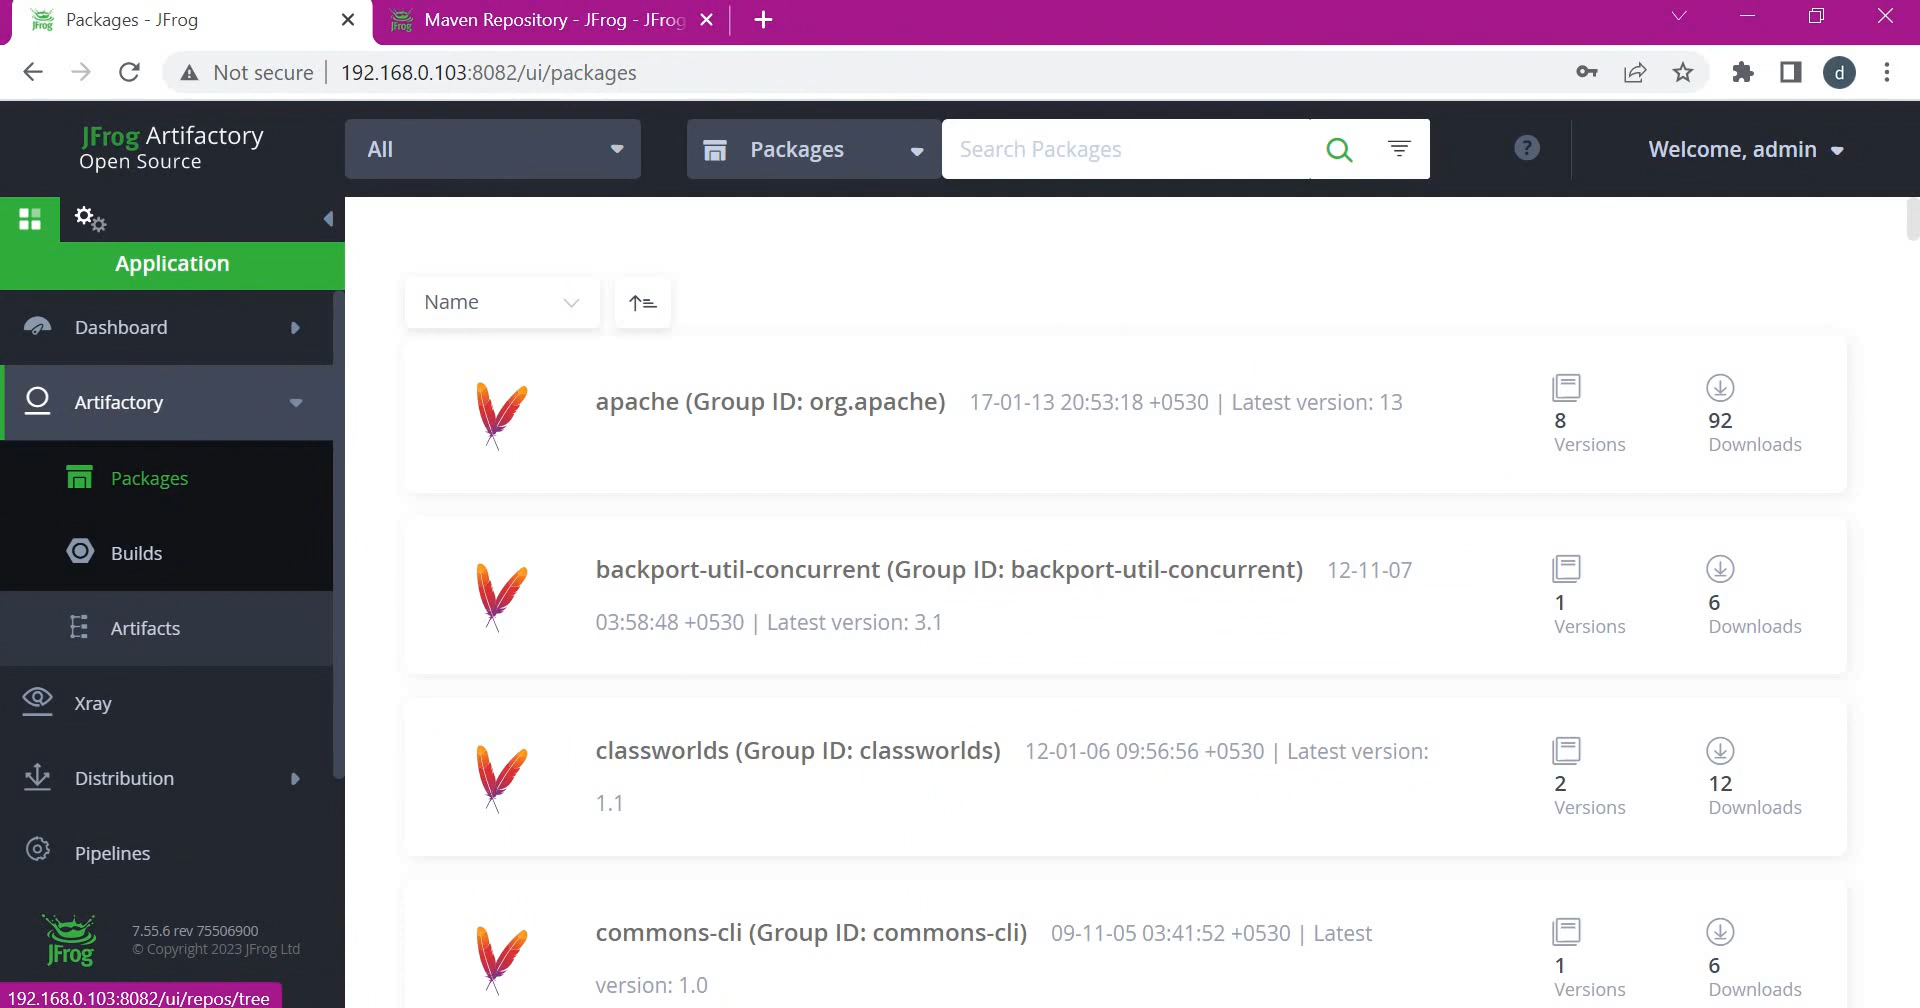 Packages - JFrog
Maven Repository - JFrog - JFrog
Not secure
192.168.0.103:8082/ui/packages
d
JFrog Artifactory
Open Source
All
Packages
Search Packages
?
Welcome, admin
Application
Dashboard
Artifactory
Packages
Builds
Artifacts
Xray
Distribution
Pipelines
JFrog
7.55.6 rev 75506900
© Copyright 2023 JFrog Ltd
192.168.0.103:8082/ui/repos/tree
Name
apache (Group ID: org.apache) 17-01-13 20:53:18 +0530 | Latest version: 13
8
Versions
92
Downloads
backport-util-concurrent (Group ID: backport-util-concurrent) 12-11-07
03:58:48 +0530 | Latest version: 3.1
1
Versions
6
Downloads
classworlds (Group ID: classworlds) 12-01-06 09:56:56 +0530 | Latest version:
1.1
2
Versions
12
Downloads
commons-cli (Group ID: commons-cli) 09-11-05 03:41:52 +0530 | Latest
version: 1.0
1
Versions
6
Downloads